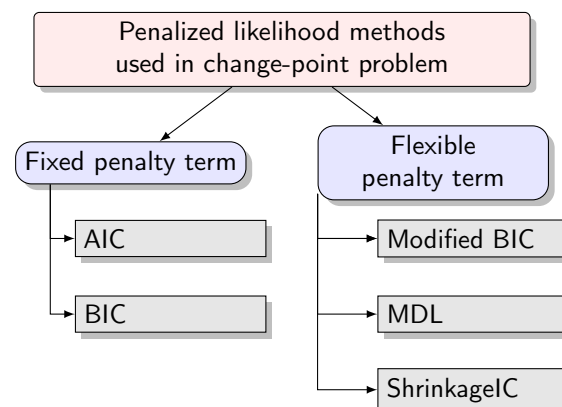 Penalized likelihood methods
used in change-point problem
Fixed penalty term
Flexible
penalty term
AIC
BIC
Modified BIC
MDL
ShrinkageIC